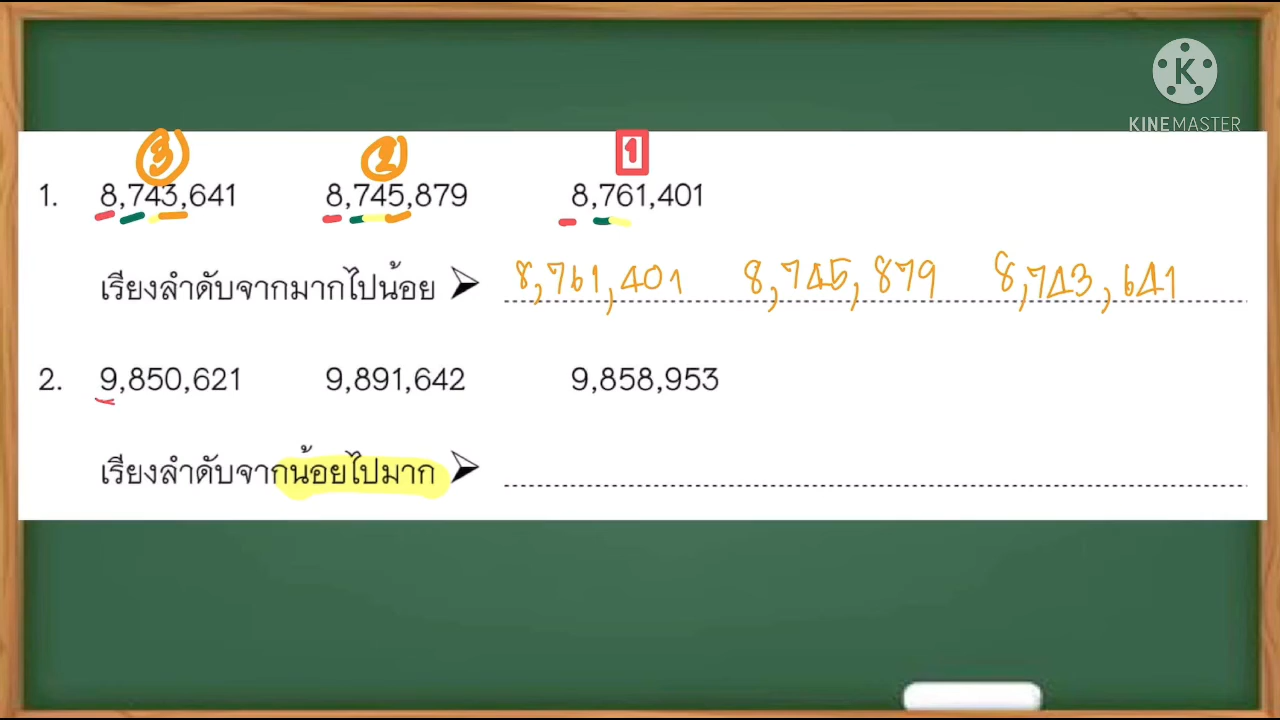 KINEMASTER
3 2 1
1. 8,743,641 8,745,879 8,761,401
เรียงลำดับจากมากไปน้อย ➤ 8,761,401 8,745,879 8,743,641
2. 9,850,621 9,891,642 9,858,953
เรียงลำดับจากน้อยไปมาก ➤